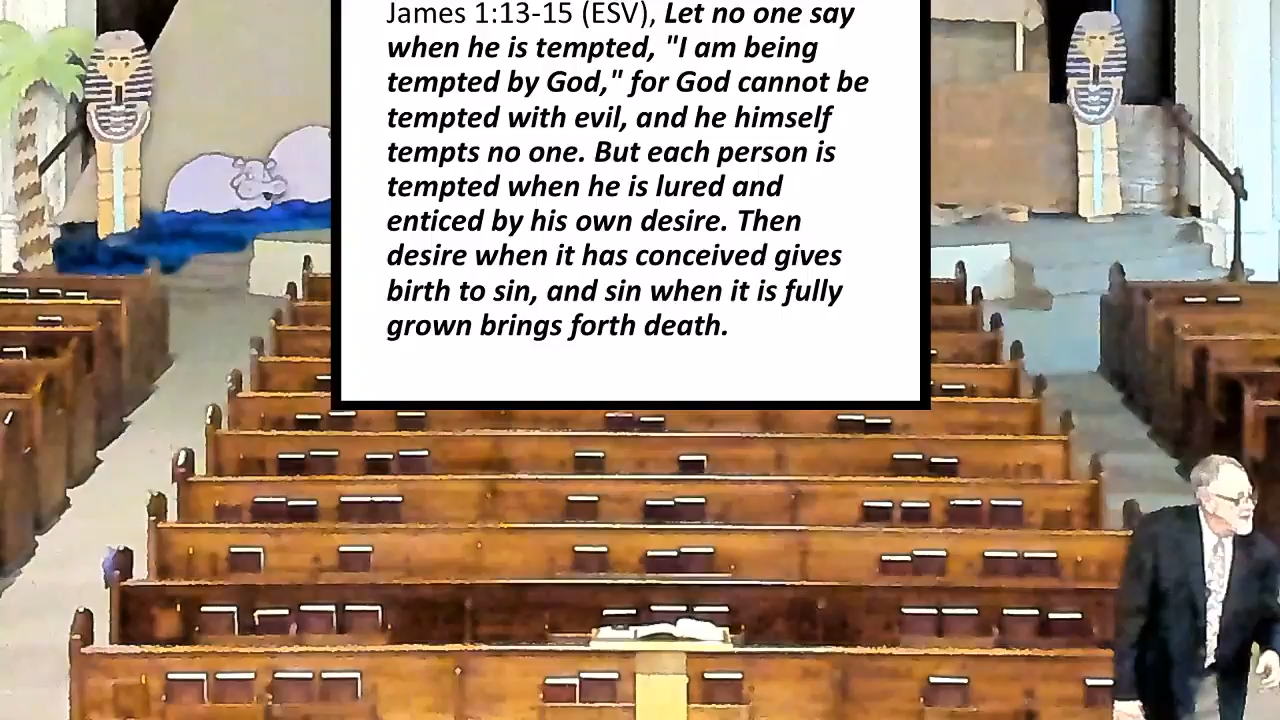 James 1:13-15 (ESV), Let no one say
when he is tempted, "I am being
tempted by God," for God cannot be
tempted with evil, and he himself
tempts no one. But each person is
tempted when he is lured and
enticed by his own desire. Then
desire when it has conceived gives
birth to sin, and sin when it is fully
grown brings forth death.